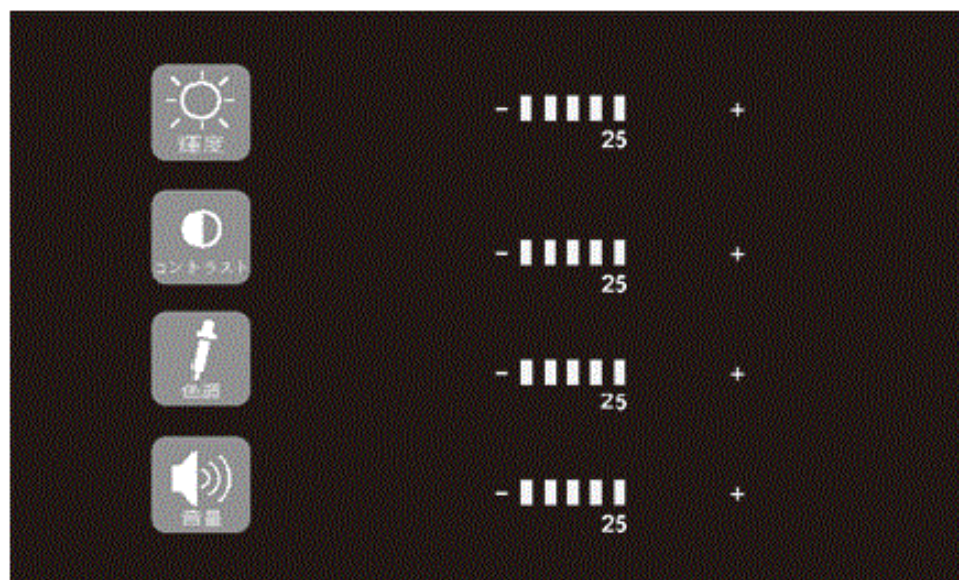 輝度
- 25 +
コントラスト
- 25 +
色調
- 25 +
音量
- 25 +